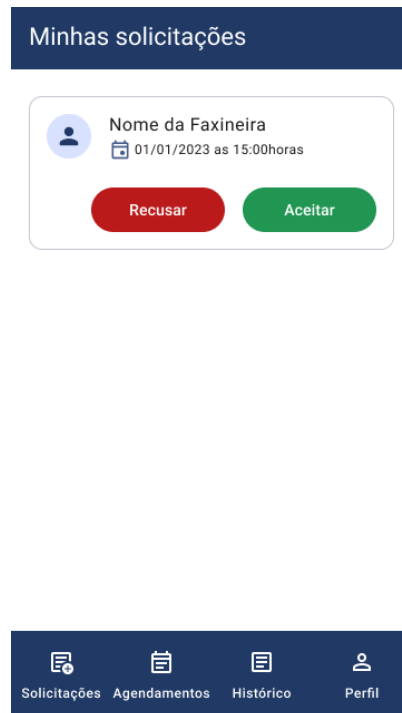 Minhas solicitações
Nome da Faxineira
01/01/2023 as 15:00horas
Recusar Aceitar
Solicitações Agendamentos Histórico Perfil